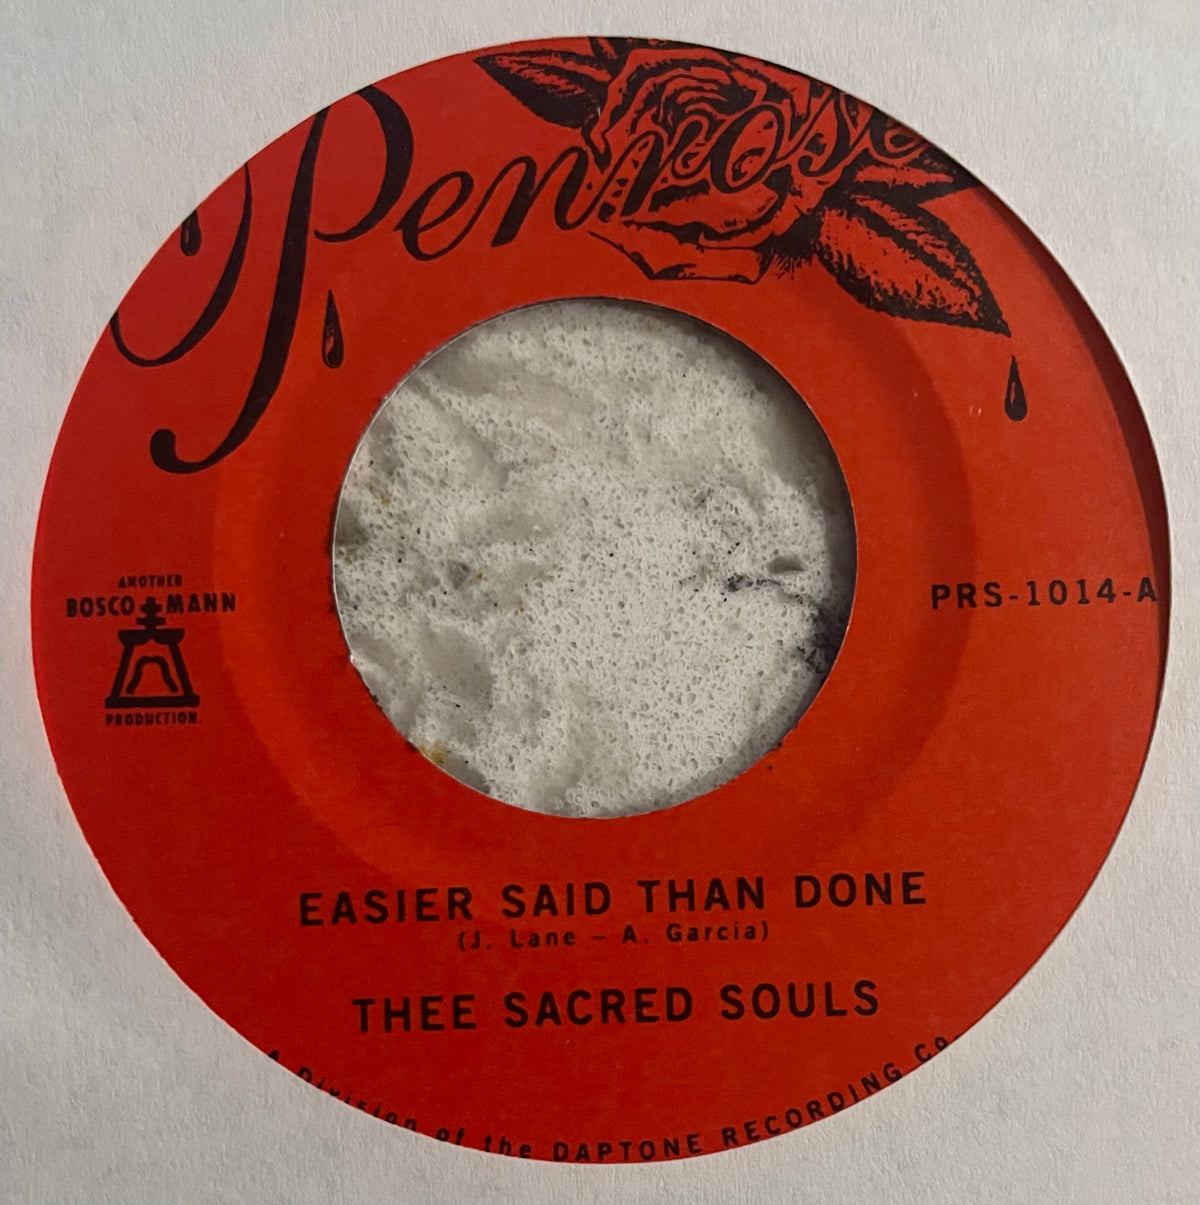 Penrose
ANOTHER
BOSCO MANN
PRODUCTION.
PRS-1014-A
EASIER SAID THAN DONE
(J. Lane – A. Garcia)
THEE SACRED SOULS
A Division of the DAPTONE RECORDING Co.